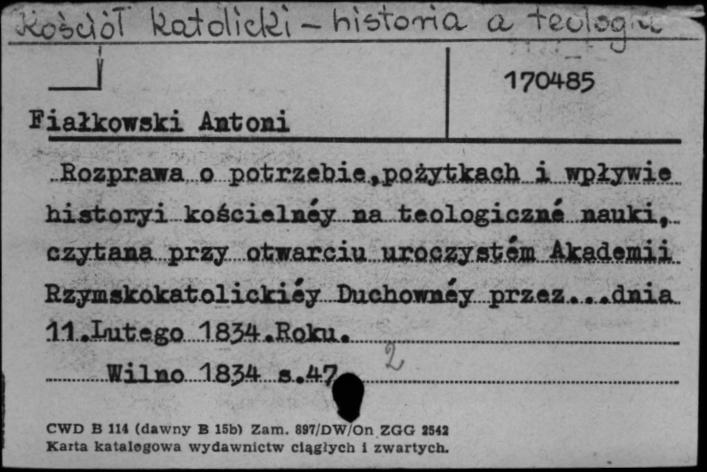 Kościół katolicki - historia a teologia
170485
Fiałkowski Antoni
Rozprawa o potrzebie,pożytkach i wpływie
historyi kościelnéy na teologiczné nauki,
czytana przy otwarciu uroczystém Akademii
Rzymskokatolickiéy Duchownéy przez...dnia
11.Lutego 1834.Roku.
Wilno 1834 s.47
2
CWD B 114 (dawny B 15b) Zam. 897/DW/On ZGG 2542
Karta katalogowa wydawnictw ciągłych i zwartych.